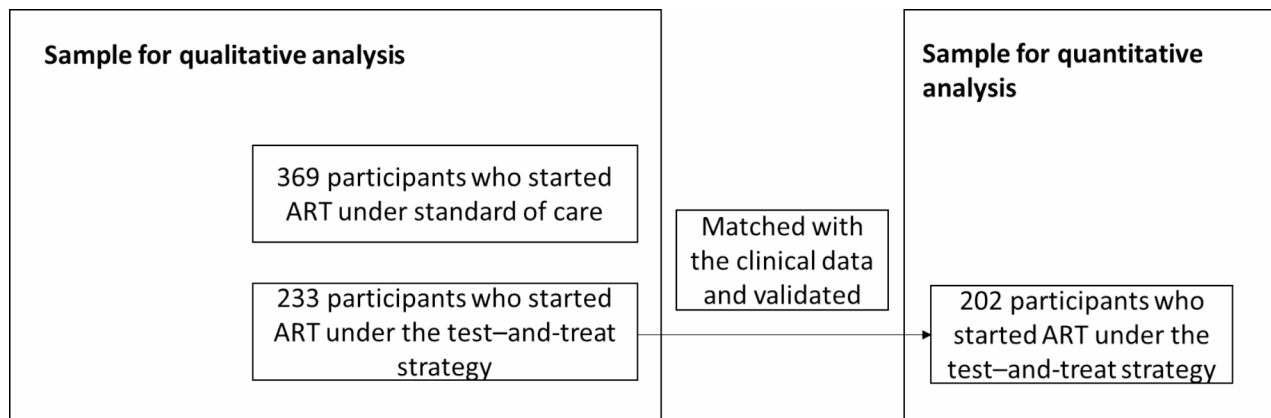 Sample for qualitative analysis
369 participants who started
ART under standard of care
233 participants who started
ART under the test–and-treat
strategy
Matched with
the clinical data
and validated
Sample for quantitative
analysis
202 participants who
started ART under the
test–and-treat strategy